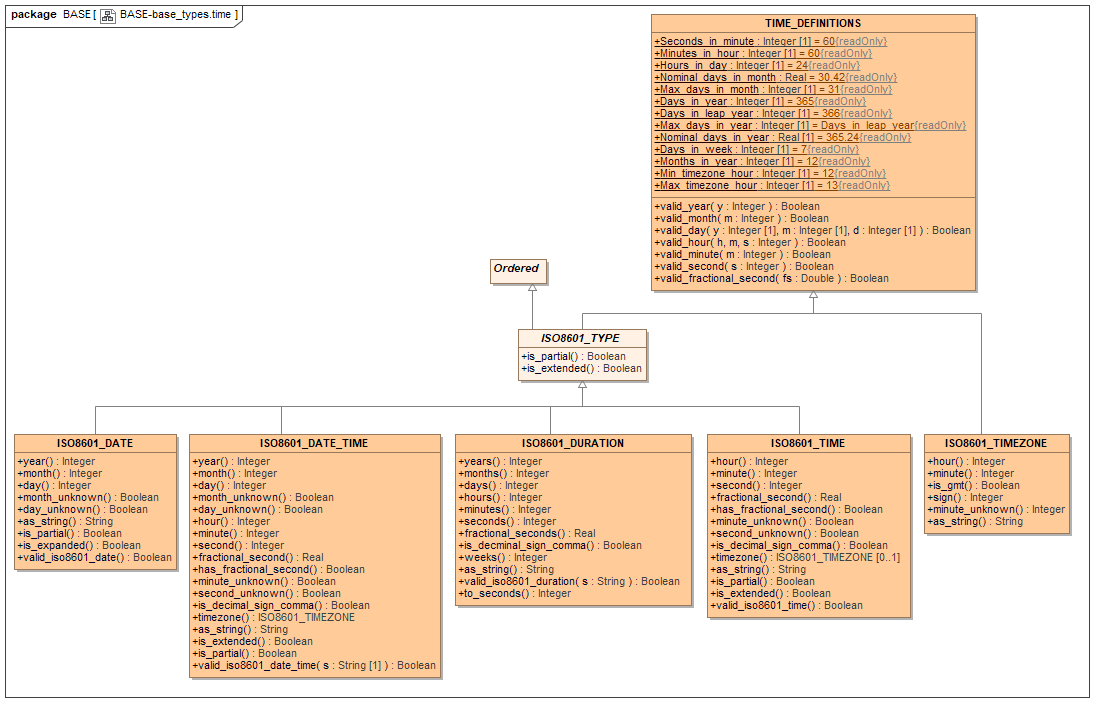 package BASE [ BASE-base_types.time ]
TIME_DEFINITIONS
+Seconds_in_minute : Integer [1] = 60{readOnly}
+Minutes_in_hour : Integer [1] = 60{readOnly}
+Hours_in_day : Integer [1] = 24{readOnly}
+Nominal_days_in_month : Real = 30.42{readOnly}
+Max_days_in_month : Integer [1] = 31{readOnly}
+Days_in_year : Integer [1] = 365{readOnly}
+Days_in_leap_year : Integer [1] = 366{readOnly}
+Max_days_in_year : Integer [1] = Days_in_leap_year{readOnly}
+Nominal_days_in_year : Real [1] = 365.24{readOnly}
+Days_in_week : Integer [1] = 7{readOnly}
+Months_in_year : Integer [1] = 12{readOnly}
+Min_timezone_hour : Integer [1] = 12{readOnly}
+Max_timezone_hour : Integer [1] = 13{readOnly}
+valid_year( y : Integer ) : Boolean
+valid_month( m : Integer ) : Boolean
+valid_day( y : Integer [1], m : Integer [1], d : Integer [1] ) : Boolean
+valid_hour( h, m, s : Integer ) : Boolean
+valid_minute( m : Integer ) : Boolean
+valid_second( s : Integer ) : Boolean
+valid_fractional_second( fs : Double ) : Boolean
Ordered
ISO8601_TYPE
+is_partial() : Boolean
+is_extended() : Boolean
ISO8601_DATE
+year() : Integer
+month() : Integer
+day() : Integer
+month_unknown() : Boolean
+day_unknown() : Boolean
+as_string() : String
+is_partial() : Boolean
+is_expanded() : Boolean
+valid_iso8601_date() : Boolean
ISO8601_DATE_TIME
+year() : Integer
+month() : Integer
+day() : Integer
+month_unknown() : Boolean
+day_unknown() : Boolean
+hour() : Integer
+minute() : Integer
+second() : Integer
+fractional_second() : Real
+has_fractional_second() : Boolean
+minute_unknown() : Boolean
+second_unknown() : Boolean
+is_decimal_sign_comma() : Boolean
+timezone() : ISO8601_TIMEZONE
+as_string() : String
+is_extended() : Boolean
+is_partial() : Boolean
+valid_iso8601_date_time( s : String [1] ) : Boolean
ISO8601_DURATION
+years() : Integer
+months() : Integer
+days() : Integer
+hours() : Integer
+minutes() : Integer
+seconds() : Integer
+fractional_seconds() : Real
+is_decminal_sign_comma() : Boolean
+weeks() : Integer
+as_string() : String
+valid_iso8601_duration( s : String ) : Boolean
+to_seconds() : Integer
ISO8601_TIME
+hour() : Integer
+minute() : Integer
+second() : Integer
+fractional_second() : Real
+has_fractional_second() : Boolean
+minute_unknown() : Boolean
+second_unknown() : Boolean
+is_decimal_sign_comma() : Boolean
+timezone() : ISO8601_TIMEZONE [0..1]
+as_string() : String
+is_partial() : Boolean
+is_extended() : Boolean
+valid_iso8601_time() : Boolean
ISO8601_TIMEZONE
+hour() : Integer
+minute() : Integer
+is_gmt() : Boolean
+sign() : Integer
+minute_unknown() : Integer
+as_string() : String